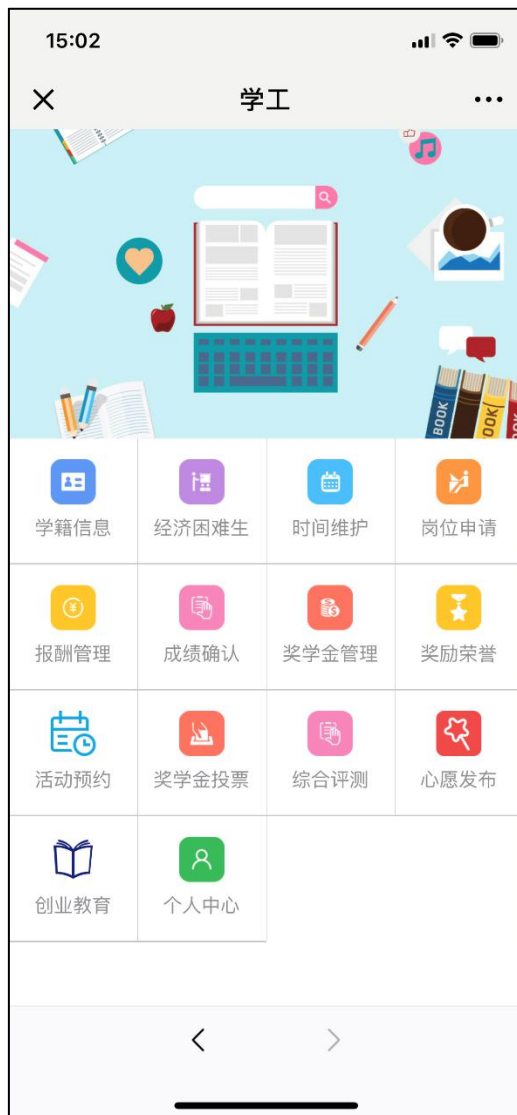 15:02
学工
BOOK
BOOK
学籍信息
经济困难生
时间维护
岗位申请
报酬管理
成绩确认
奖学金管理
奖励荣誉
活动预约
奖学金投票
综合评测
心愿发布
创业教育
个人中心